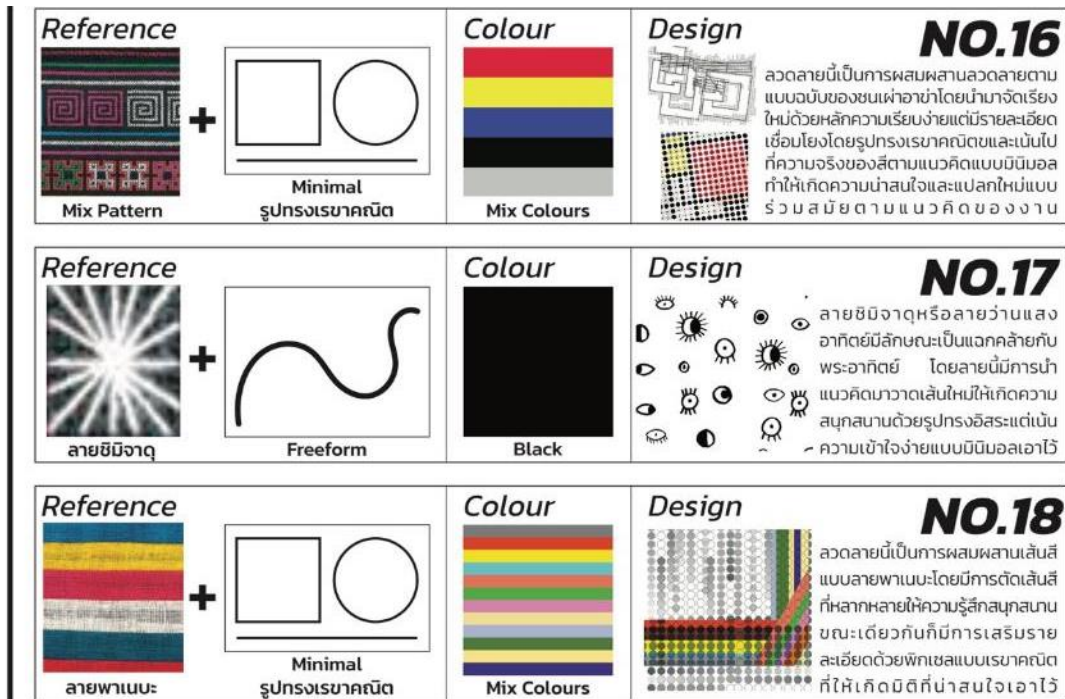 Reference
Colour
Design
NO.16
+
Mix Pattern
Minimal
รูปทรงเรขาคณิต
Mix Colours
ลวดลายนี้เป็นการผสมผสานลวดลายตาม
แบบฉบับของชนเผ่าอาข่าโดยนำมาจัดเรียง
ใหม่ด้วยหลักความเรียบง่ายแต่มีรายละเอียด
เชื่อมโยงโดยรูปทรงเรขาคณิตขและเน้นไป
ที่ความจริงของสีตามแนวคิดแบบมินิมอล
ทำให้เกิดความน่าสนใจและแปลกใหม่แบบ
ร่วมสมัยตามแนวคิดของงาน
Reference
Colour
Design
NO.17
+
ลายซิมิจาดุ
Freeform
Black
ลายซิมิจาดุหรือลายว่านแสง
อาทิตย์มีลักษณะเป็นแฉกคล้ายกับ
พระอาทิตย์ โดยลายนี้มีการนำ
แนวคิดมาวาดเส้นใหม่ให้เกิดความ
สนุกสนานด้วยรูปทรงอิสระแต่เน้น
ความเข้าใจง่ายแบบมินิมอลเอาไว้
Reference
Colour
Design
NO.18
+
ลายพาเนบะ
Minimal
รูปทรงเรขาคณิต
Mix Colours
ลวดลายนี้เป็นการผสมผสานเส้นสี
แบบลายพาเนบะโดยมีการตัดเส้นสี
ที่หลากหลายให้ความรู้สึกสนุกสนาน
ขณะเดียวกันก็มีการเสริมราย
ละเอียดด้วยพิกเซลแบบเรขาคณิต
ที่ให้เกิดมิติที่น่าสนใจเอาไว้